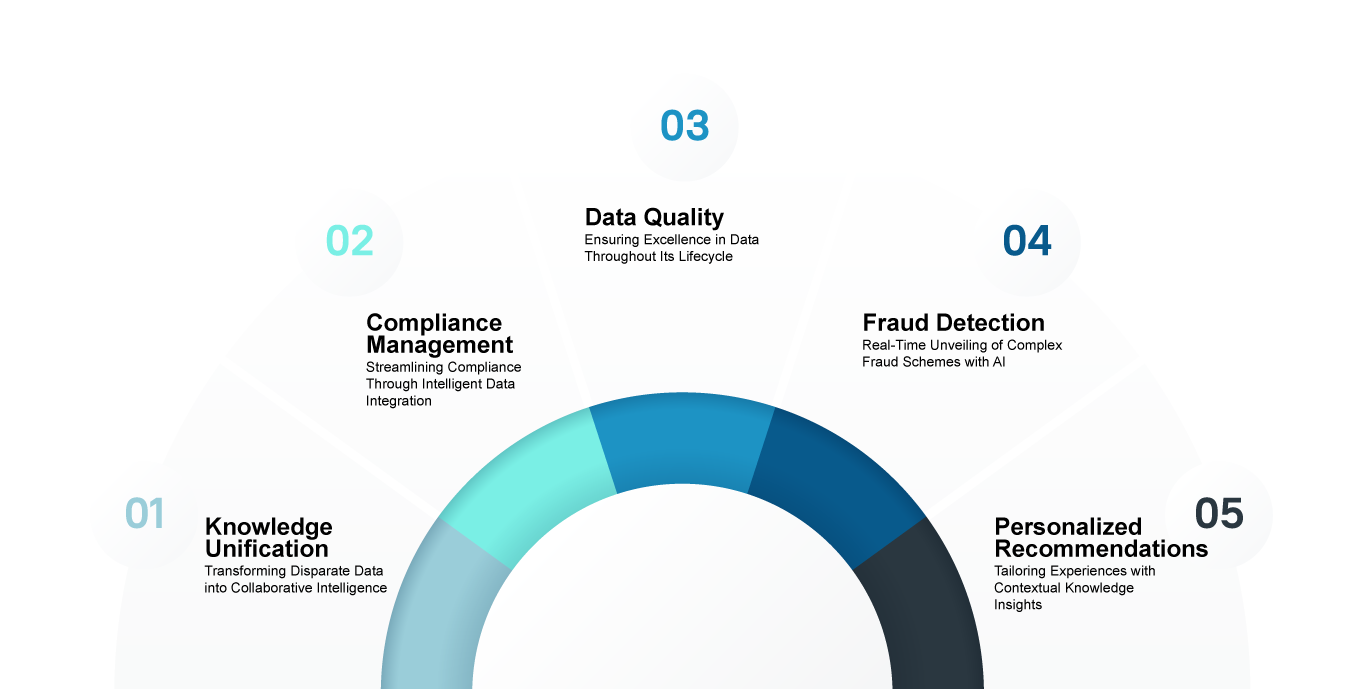 01
Knowledge
Unification
Transforming Disparate Data
into Collaborative Intelligence
02
Compliance
Management
Streamlining Compliance
Through Intelligent Data
Integration
03
Data Quality
Ensuring Excellence in Data
Throughout Its Lifecycle
04
Fraud Detection
Real-Time Unveiling of Complex
Fraud Schemes with AI
05
Personalized
Recommendations
Tailoring Experiences with
Contextual Knowledge
Insights